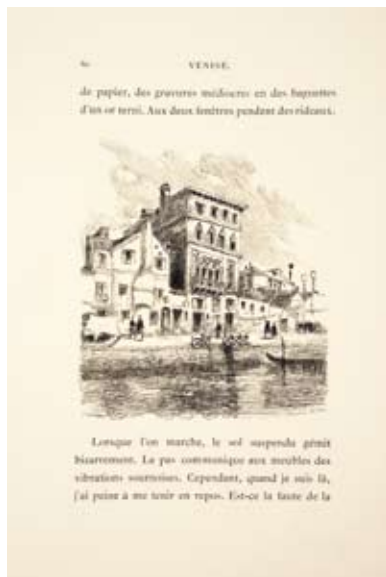 VENISE.
de papier, des gravures médiocres en des baguettes
d'un or terni. Aux deux fenêtres pendent des rideaux.
Lorsque l'on marche, le sol suspendu gémit
bizarrement. Le pas communique aux meubles des
vibrations sournoises. Cependant, quand je suis là,
j'ai peine à me tenir en repos. Est-ce la faute de la